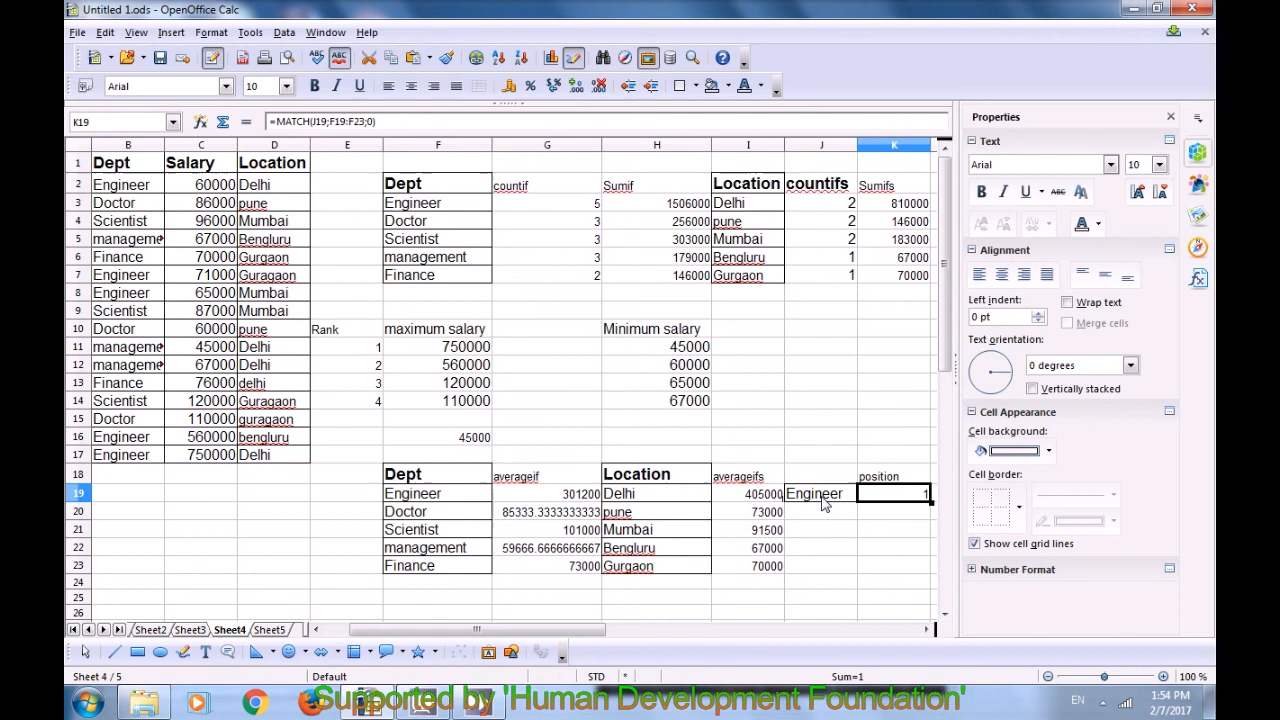 Untitled 1.ods - OpenOffice Calc
File Edit View Insert Format Tools Data Window Help
Arial 10
K19 =MATCH(J19;F19:F23;0)
Properties
B C D E F G H I J K
1 Dept Salary Location
2 Engineer 60000 Delhi Dept countif Sumif Location countifs Sumifs
3 Doctor 86000 pune Engineer 5 1506000 Delhi 2 810000
4 Scientist 96000 Mumbai Doctor 3 256000 pune 2 146000
5 manageme 67000 Bengluru Scientist 3 303000 Mumbai 2 183000
6 Finance 70000 Gurgaon management 3 179000 Bengluru 1 67000
7 Engineer 71000 Guragaon Finance 2 146000 Gurgaon 1 70000
8 Engineer 65000 Mumbai
9 Scientist 87000 Mumbai
10 Doctor 60000 pune Rank maximum salary Minimum salary
11 manageme 45000 Delhi 1 750000 45000
12 manageme 67000 Delhi 2 560000 60000
13 Finance 76000 delhi 3 120000 65000
14 Scientist 120000 Guragaon 4 110000 67000
15 Doctor 110000 guragaon
16 Engineer 560000 bengluru 45000
17 Engineer 750000 Delhi
18 Dept averageif Location averageifs position
19 Engineer 301200 Delhi 405000 Engineer 1
20 Doctor 85333.3333333333 pune 73000
21 Scientist 101000 Mumbai 91500
22 management 59666.6666666667 Bengluru 67000
23 Finance 73000 Gurgaon 70000
24
25
26
Text
Arial 10
Alignment
Left indent:
0 pt
Wrap text
Merge cells
Text orientation:
0 degrees
Vertically stacked
Cell Appearance
Cell background:
Cell border:
Show cell grid lines
Number Format
Sheet2 Sheet3 Sheet4 Sheet5
Sheet 4 / 5 Default STD * Sum=1 100 %
EN 1:54 PM
2/7/2017
Supported by 'Human Development Foundation'